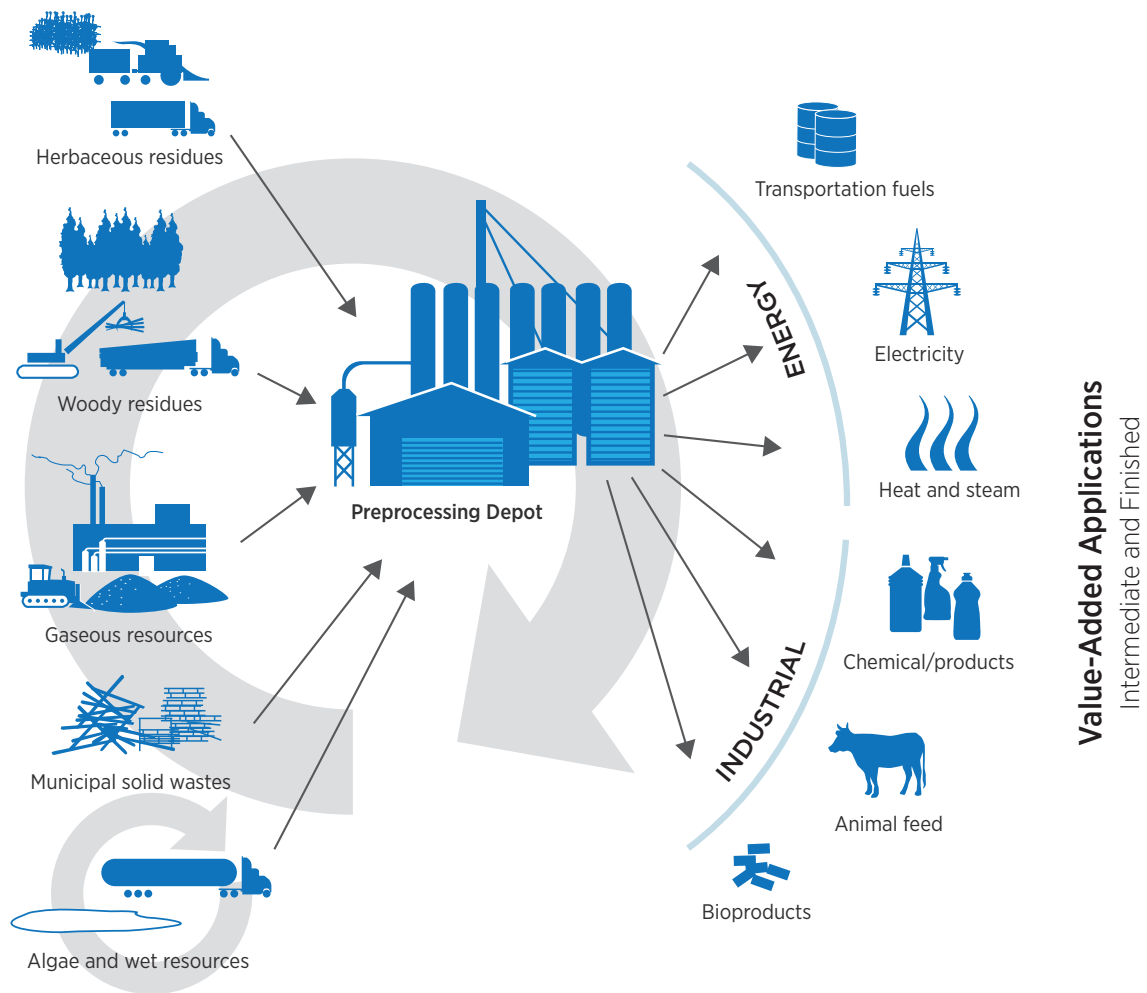 Herbaceous residues
Woody residues
Gaseous resources
Municipal solid wastes
Algae and wet resources
Preprocessing Depot
ENERGY
Transportation fuels
Electricity
Heat and steam
INDUSTRIAL
Chemical/products
Animal feed
Bioproducts
Value-Added Applications
Intermediate and Finished